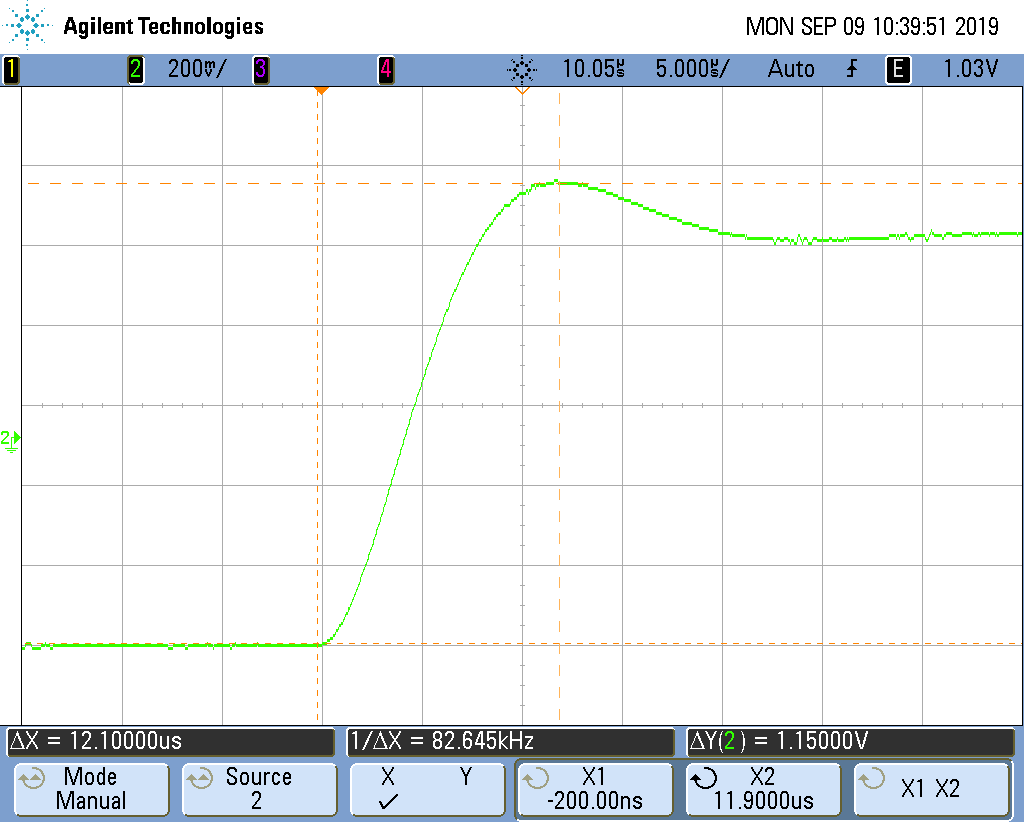 Agilent Technologies
MON SEP 09 10:39:51 2019
1 2 200mV/ 3 4 10.05us 5.000us/ Auto E 1.03V
2
ΔX = 12.10000us 1/ΔX = 82.645kHz ΔY(2) = 1.15000V
Mode Source X Y X1 X2 X1 X2
Manual 2 -200.00ns 11.9000us